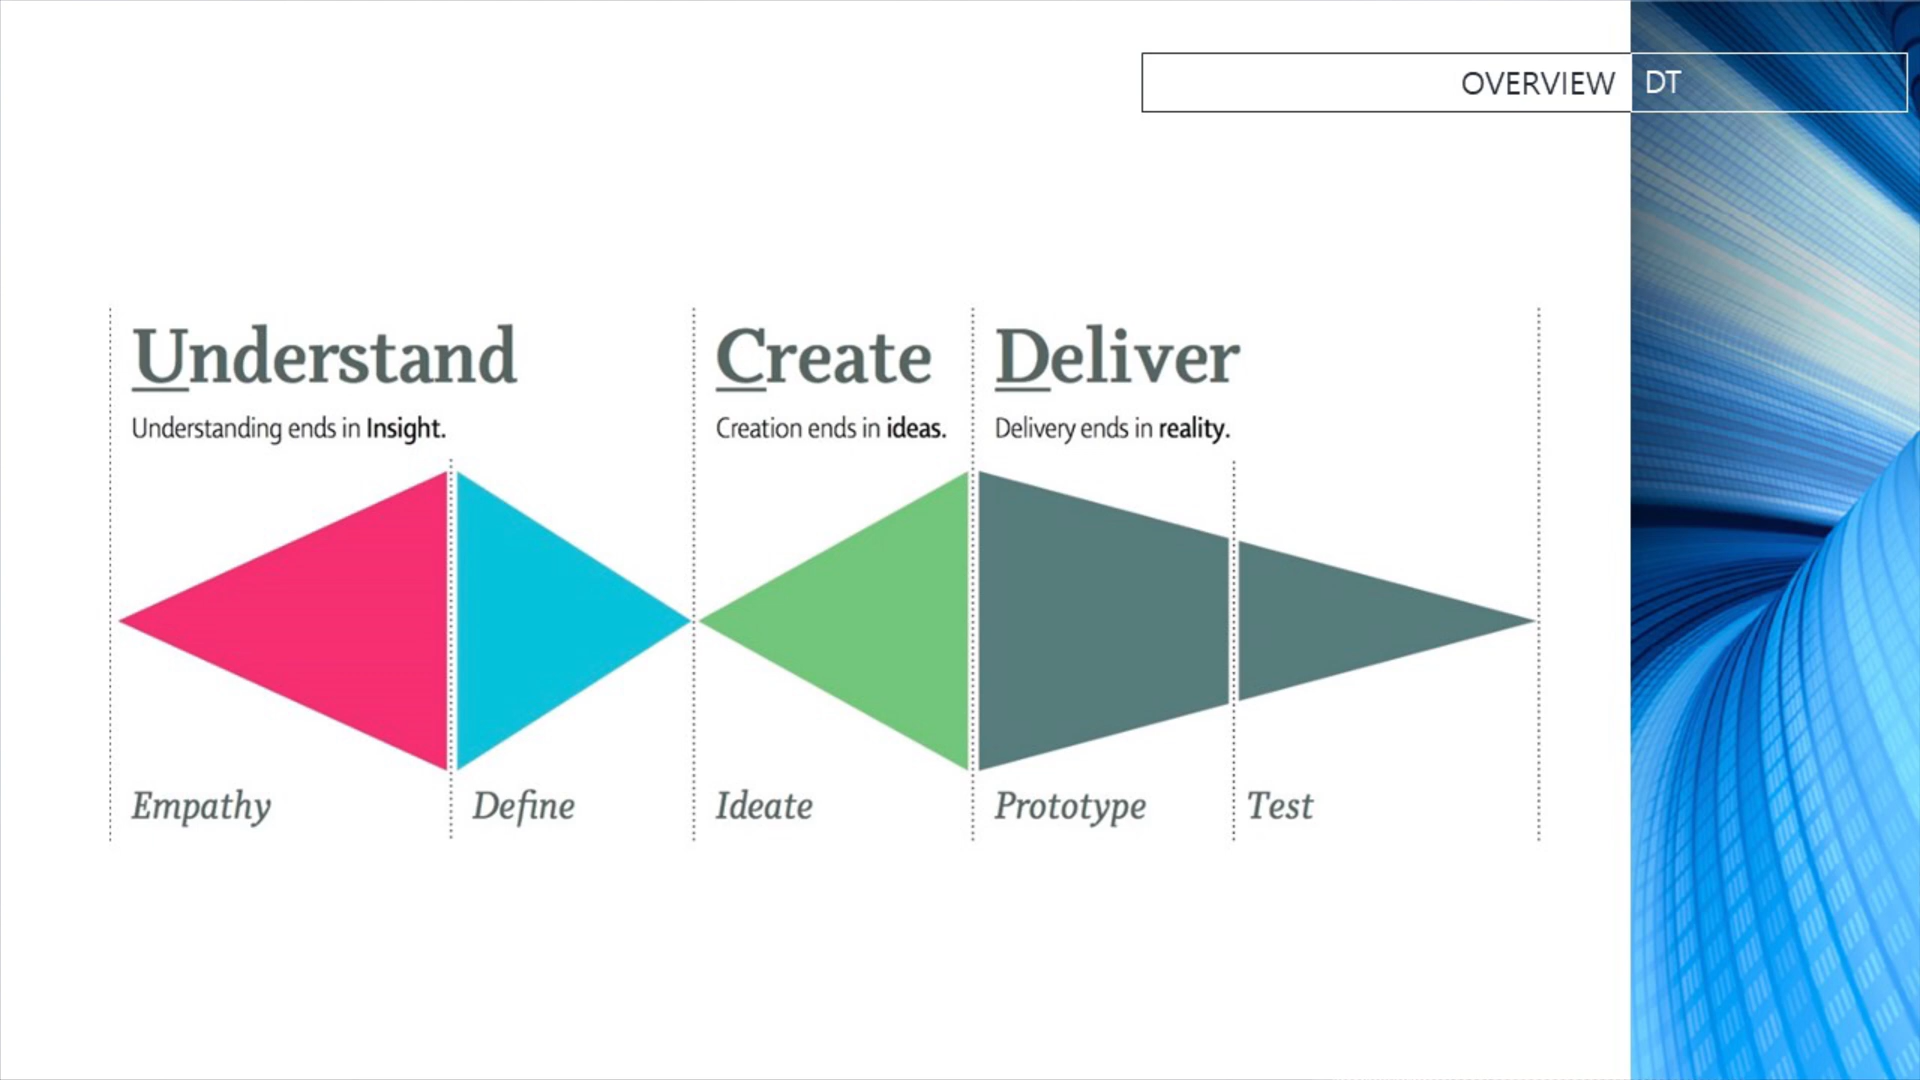 OVERVIEW DT
Understand
Understanding ends in Insight.
Create
Creation ends in ideas.
Deliver
Delivery ends in reality.
Empathy
Define
Ideate
Prototype
Test